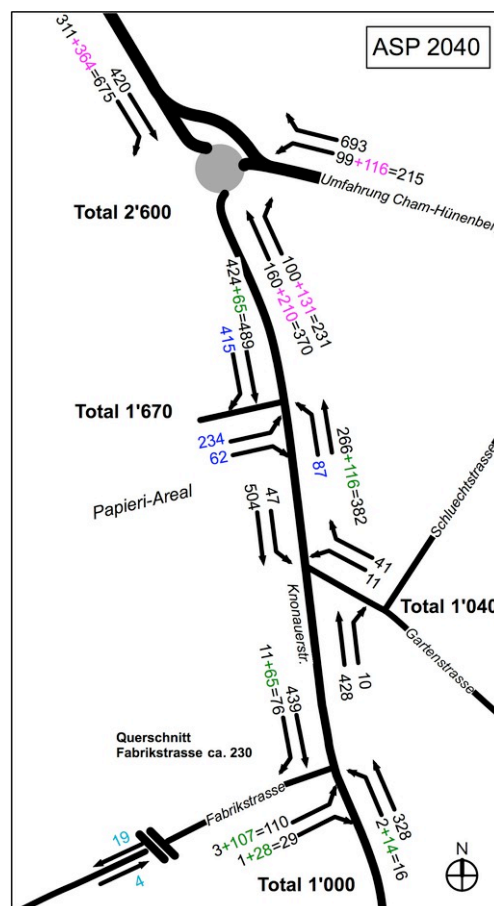 ASP 2040
311+364=675
420
693
99+116=215
Umfahrung Cham-Hünenber
Total 2'600
100+131=231
160+210=370
424+65=489
415
Total 1'670
234
62
87
266+116=382
Papieri-Areal
47
504
Schluechtstrasse
41
11
Total 1'040
Knonauerstr.
Gartenstrasse
10
428
11+65=76
439
Querschnitt
Fabrikstrasse ca. 230
Fabrikstrasse
19
4
3+107=110
1+28=29
328
2+14=16
Total 1'000
N